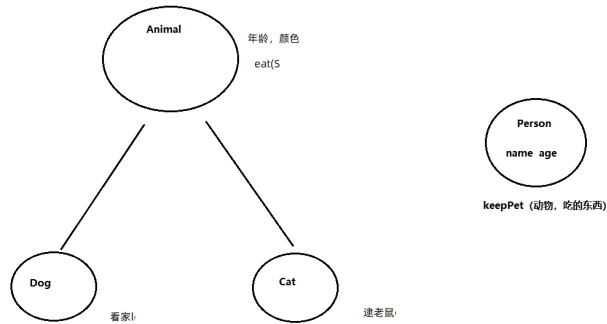 Animal
年龄，颜色
eat(S
Person
name age
keepPet（动物，吃的东西)
Dog
看家l
Cat
逮老鼠(